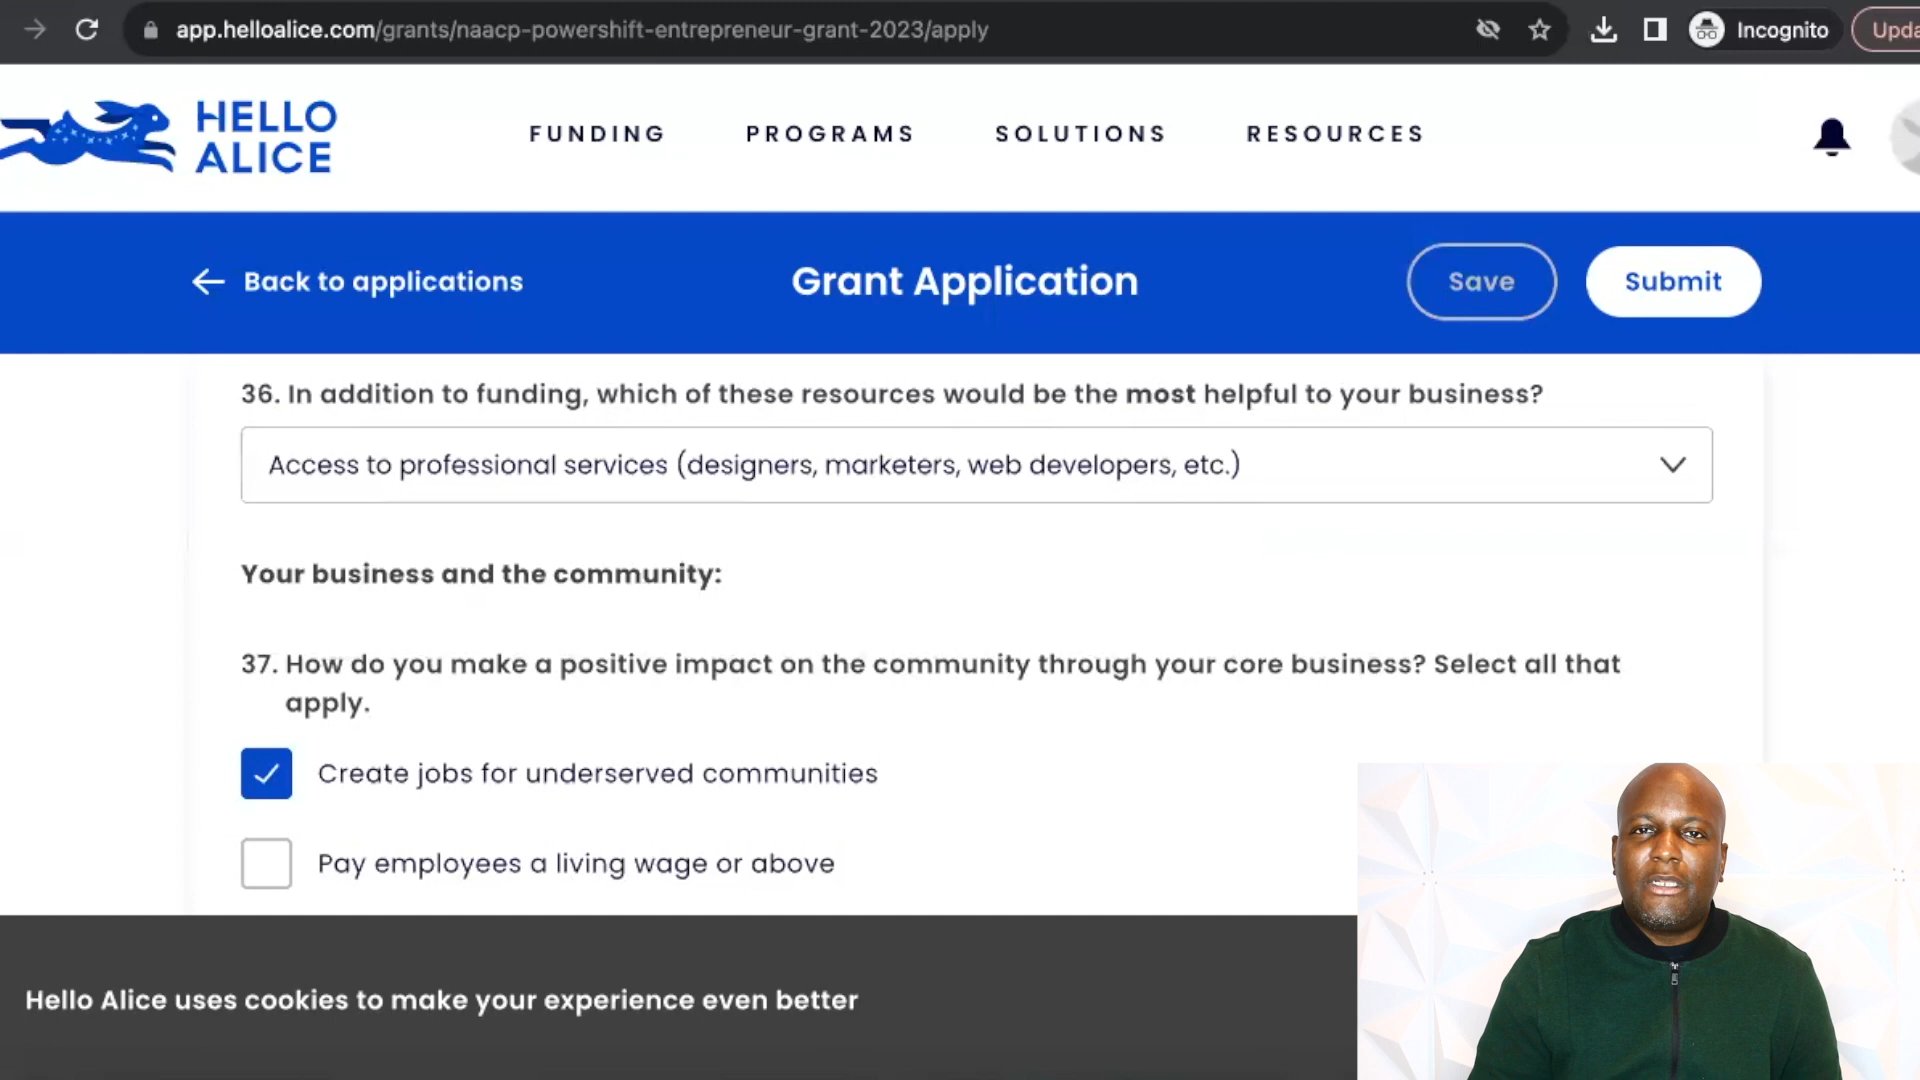 app.helloalice.com/grants/naacp-powershift-entrepreneur-grant-2023/apply
Incognito
Upda
HELLO
ALICE
FUNDING
PROGRAMS
SOLUTIONS
RESOURCES
Back to applications
Grant Application
Save
Submit
36. In addition to funding, which of these resources would be the most helpful to your business?
Access to professional services (designers, marketers, web developers, etc.)
Your business and the community:
37. How do you make a positive impact on the community through your core business? Select all that
apply.
Create jobs for underserved communities
Pay employees a living wage or above
Hello Alice uses cookies to make your experience even better